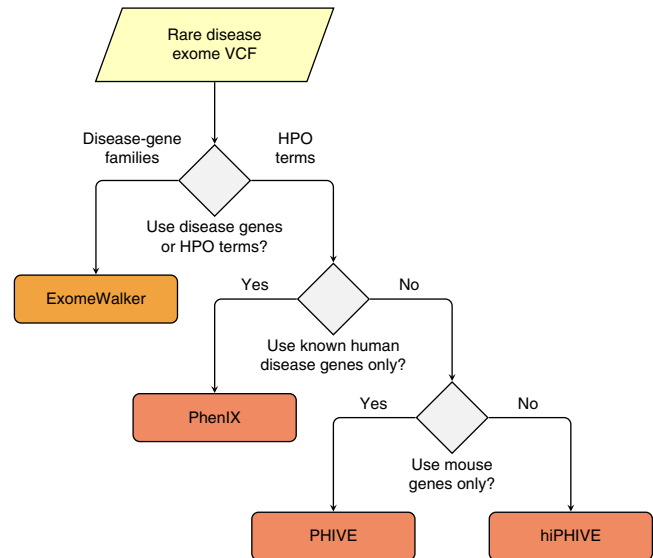 Rare disease
exome VCF
Disease-gene
families
HPO
terms
Use disease genes
or HPO terms?
ExomeWalker
Yes
No
Use known human
disease genes only?
PhenIX
Yes
No
Use mouse
genes only?
PHIVE
hiPHIVE